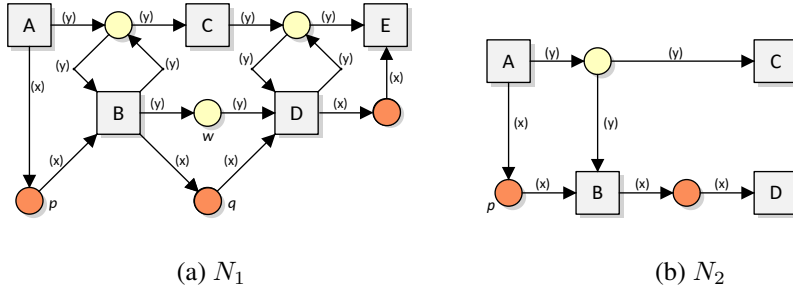 A (y) (y) C (y) (y) E
(y) (y) (y) (y)
(x) (x)
B (y) (y) D (x)
w
(x) (x) (x)
p q
(a) N₁
A (y) (y) C
(x) (y)
p (x) B (x) (x) D
(b) N₂